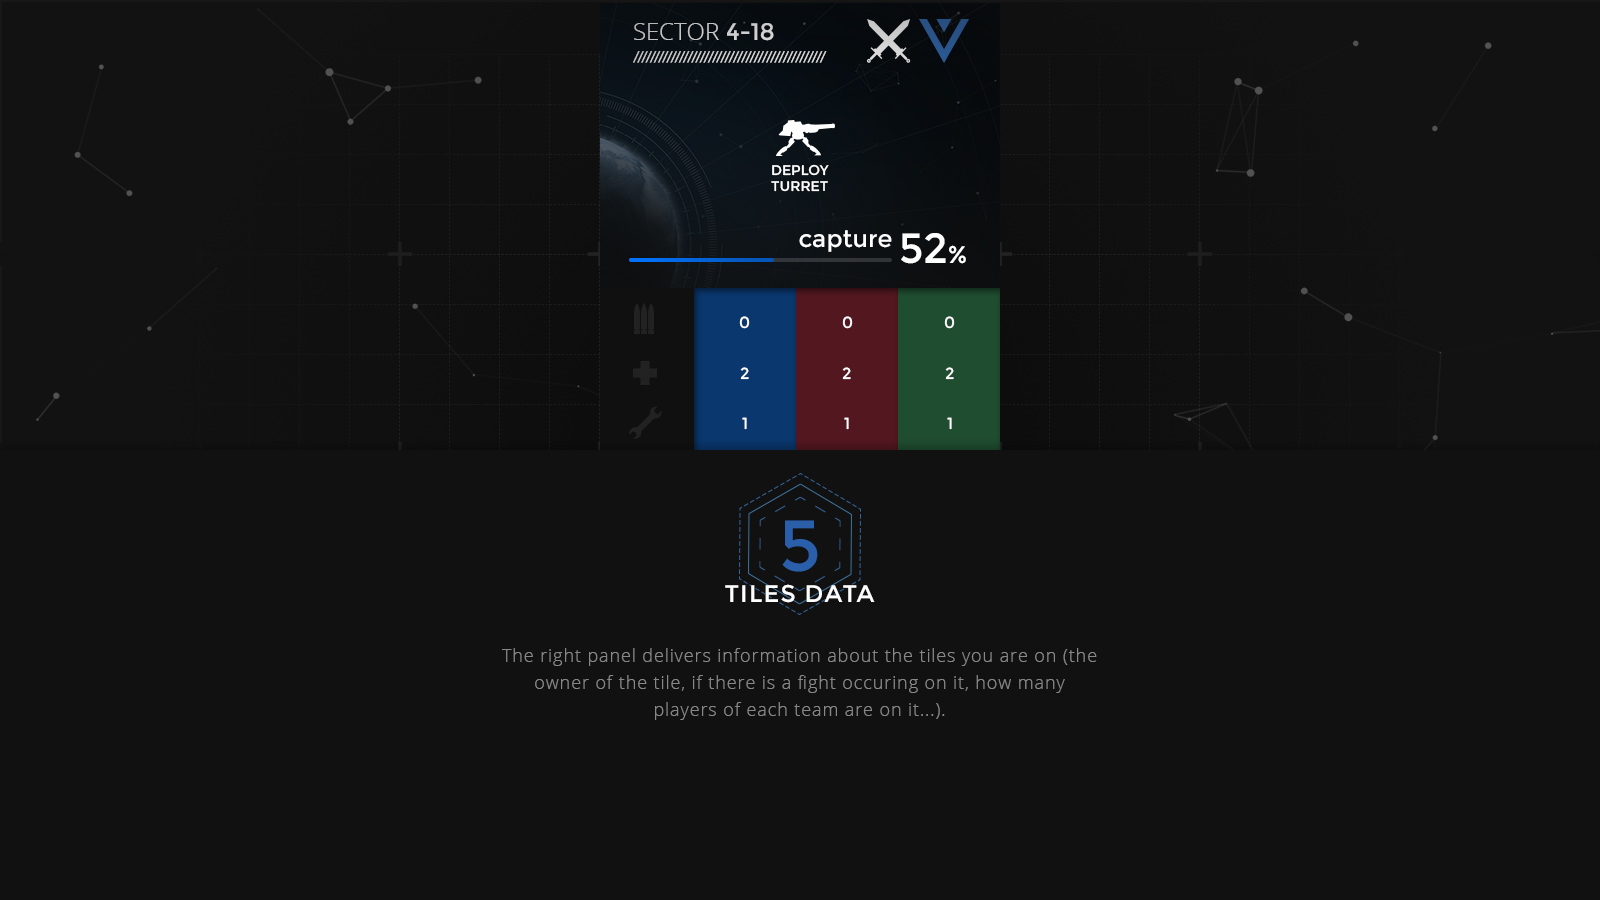 SECTOR 4-18
DEPLOY
TURRET
capture 52%
0 0 0
2 2 2
1 1 1
5
TILES DATA
The right panel delivers information about the tiles you are on (the
owner of the tile, if there is a fight occuring on it, how many
players of each team are on it...).